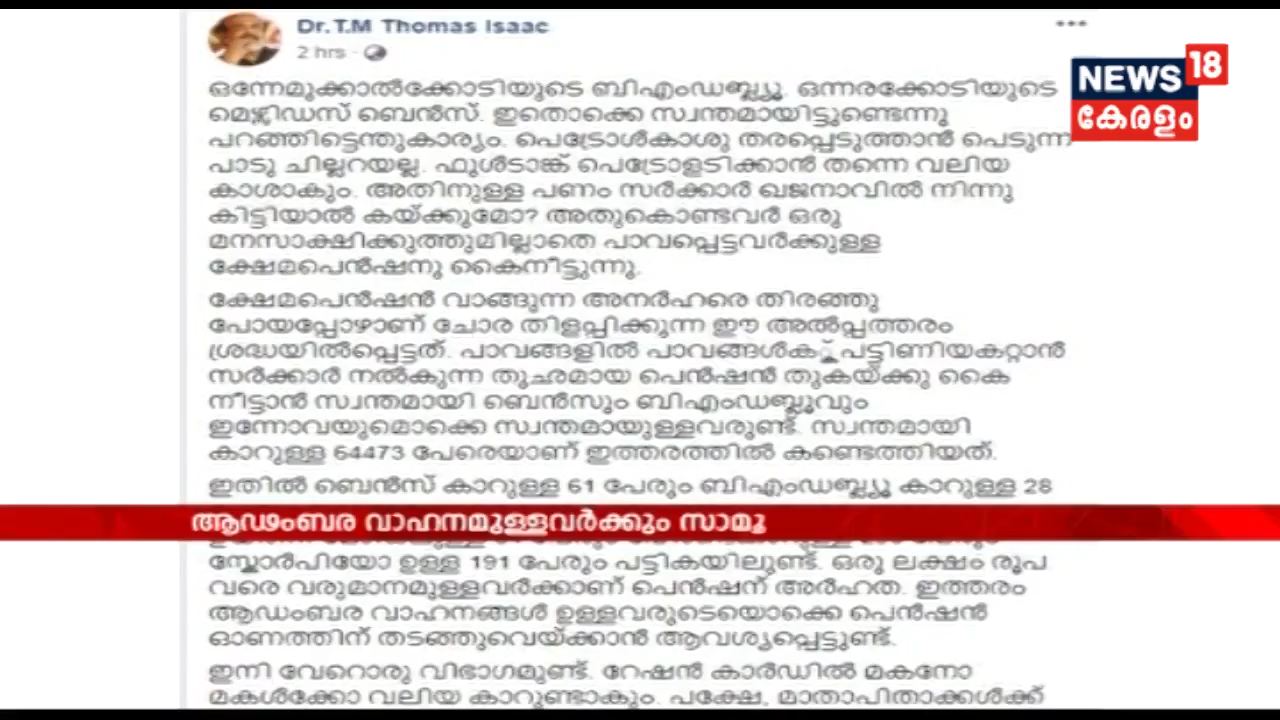 Dr.T.M Thomas Isaac
2 hrs ·
NEWS 18
കേരളം
ഒന്നേമുക്കാൽക്കോടിയുടെ ബിഎംഡബ്ല്യൂ. ഒന്നരക്കോടിയുടെ
മെഴ്സിഡസ് ബെൻസ്. ഇതൊക്കെ സ്വന്തമായിട്ടുണ്ടെന്നു
പറഞ്ഞിട്ടെന്തുകാര്യം. പെട്രോൾകാശു തരപ്പെടുത്താൻ പെടുന്ന
പാടു ചില്ലറയല്ല. ഫുൾടാങ്ക് പെട്രോളടിക്കാൻ തന്നെ വലിയ
കാശാകും. അതിനുള്ള പണം സർക്കാർ ഖജനാവിൽ നിന്നു
കിട്ടിയാൽ കയ്ക്കുമോ? അതുകൊണ്ടവർ ഒരു
മനസാക്ഷിക്കുത്തുമില്ലാതെ പാവപ്പെട്ടവർക്കുള്ള
ക്ഷേമപെൻഷനു കൈനീട്ടുന്നു.
ക്ഷേമപെൻഷൻ വാങ്ങുന്ന അനർഹരെ തിരഞ്ഞു
പോയപ്പോഴാണ് ചോര തിളപ്പിക്കുന്ന ഈ അൽപ്പത്തരം
ശ്രദ്ധയിൽപ്പെട്ടത്. പാവങ്ങളിൽ പാവങ്ങൾക്കു പട്ടിണിയകറ്റാൻ
സർക്കാർ നൽകുന്ന തുഛമായ പെൻഷൻ തുകയ്ക്കു കൈ
നീട്ടാൻ സ്വന്തമായി ബെൻസും ബിഎംഡബ്ലൂവും
ഇന്നോവയുമൊക്കെ സ്വന്തമായുള്ളവരുണ്ട്. സ്വന്തമായി
കാറുള്ള 64473 പേരെയാണ് ഇത്തരത്തിൽ കണ്ടെത്തിയത്.
ഇതിൽ ബെൻസ് കാറുള്ള 61 പേരും ബിഎംഡബ്ല്യൂ കാറുള്ള 28
ആഢംബര വാഹനമുള്ളവർക്കും സാമൂ
സ്കോർപിയോ ഉള്ള 191 പേരും പട്ടികയിലുണ്ട്. ഒരു ലക്ഷം രൂപ
വരെ വരുമാനമുള്ളവർക്കാണ് പെൻഷന് അർഹത. ഇത്തരം
ആഡംബര വാഹനങ്ങൾ ഉള്ളവരുടെയൊക്കെ പെൻഷൻ
ഓണത്തിന് തടഞ്ഞുവെയ്ക്കാൻ ആവശ്യപ്പെട്ടുണ്ട്.
ഇനി വേറൊരു വിഭാഗമുണ്ട്. റേഷൻ കാർഡിൽ മകനോ
മകൾക്കോ വലിയ കാറുണ്ടാകും. പക്ഷേ, മാതാപിതാക്കൾക്ക്